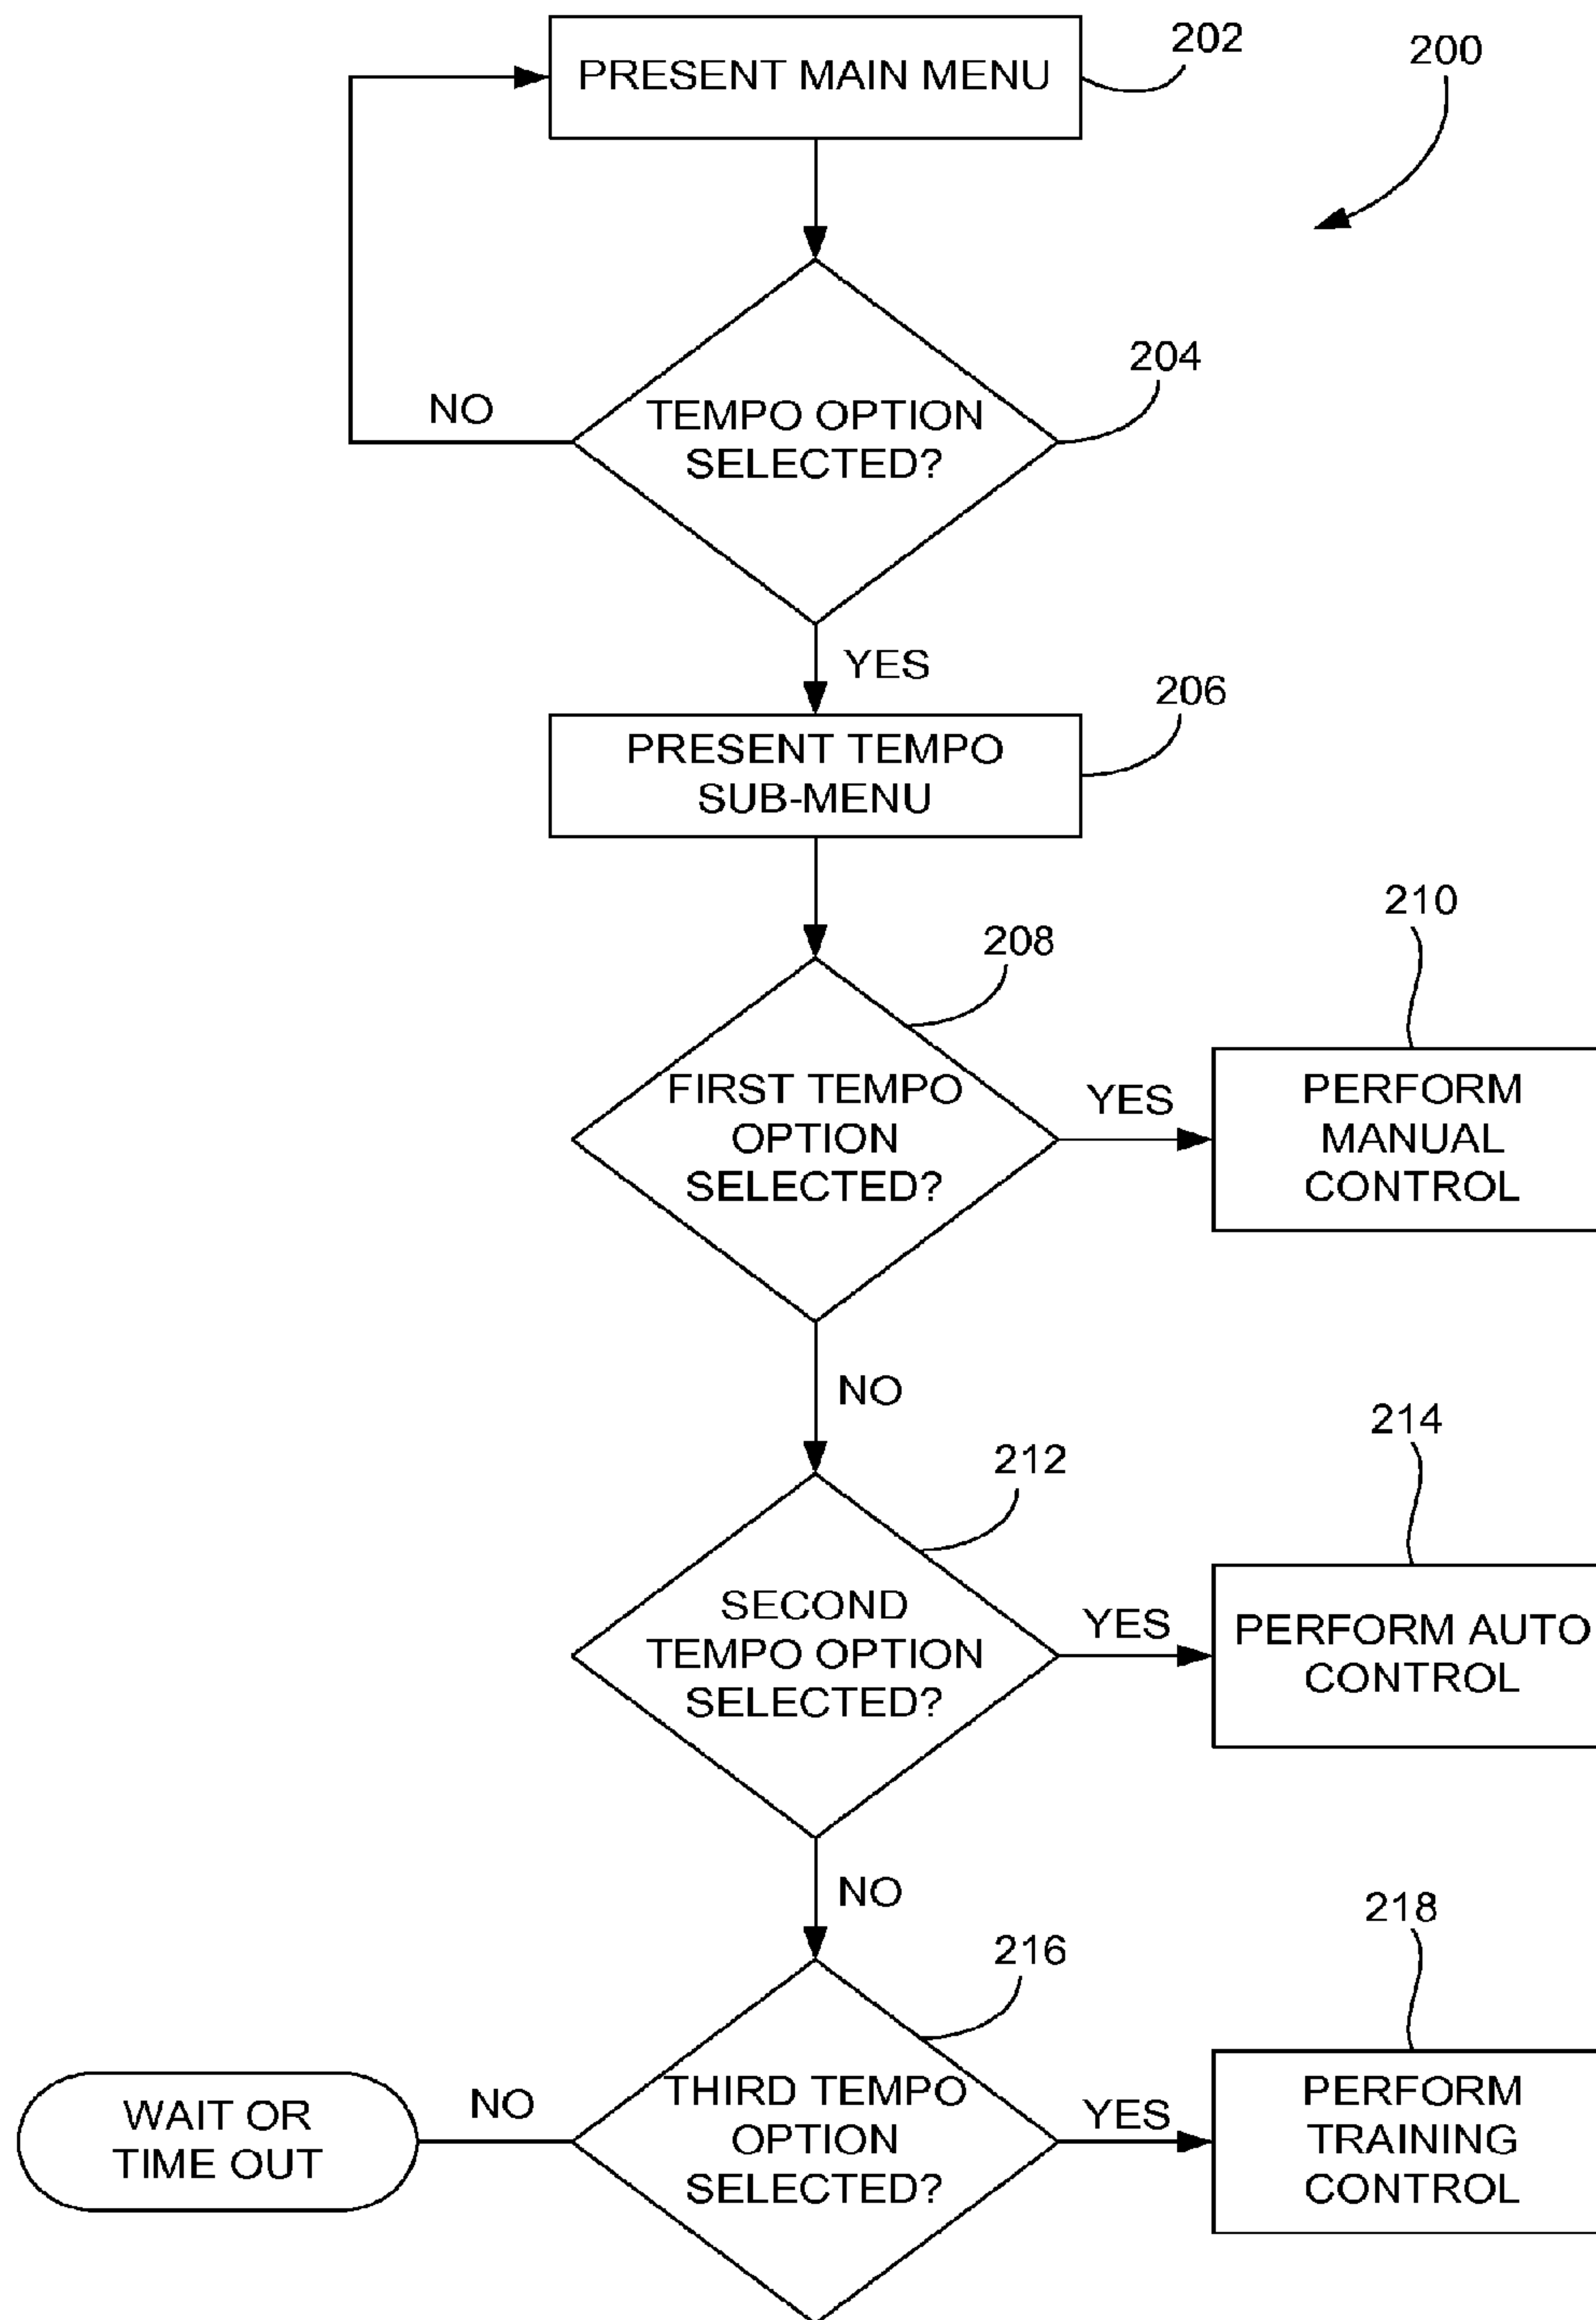 202
200
PRESENT MAIN MENU
204
NO
TEMPO OPTION
SELECTED?
YES
206
PRESENT TEMPO
SUB-MENU
210
208
FIRST TEMPO
OPTION
SELECTED?
YES
PERFORM
MANUAL
CONTROL
NO
214
212
SECOND
TEMPO OPTION
SELECTED?
YES
PERFORM AUTO
CONTROL
NO
218
216
WAIT OR
TIME OUT
NO
THIRD TEMPO
OPTION
SELECTED?
YES
PERFORM
TRAINING
CONTROL